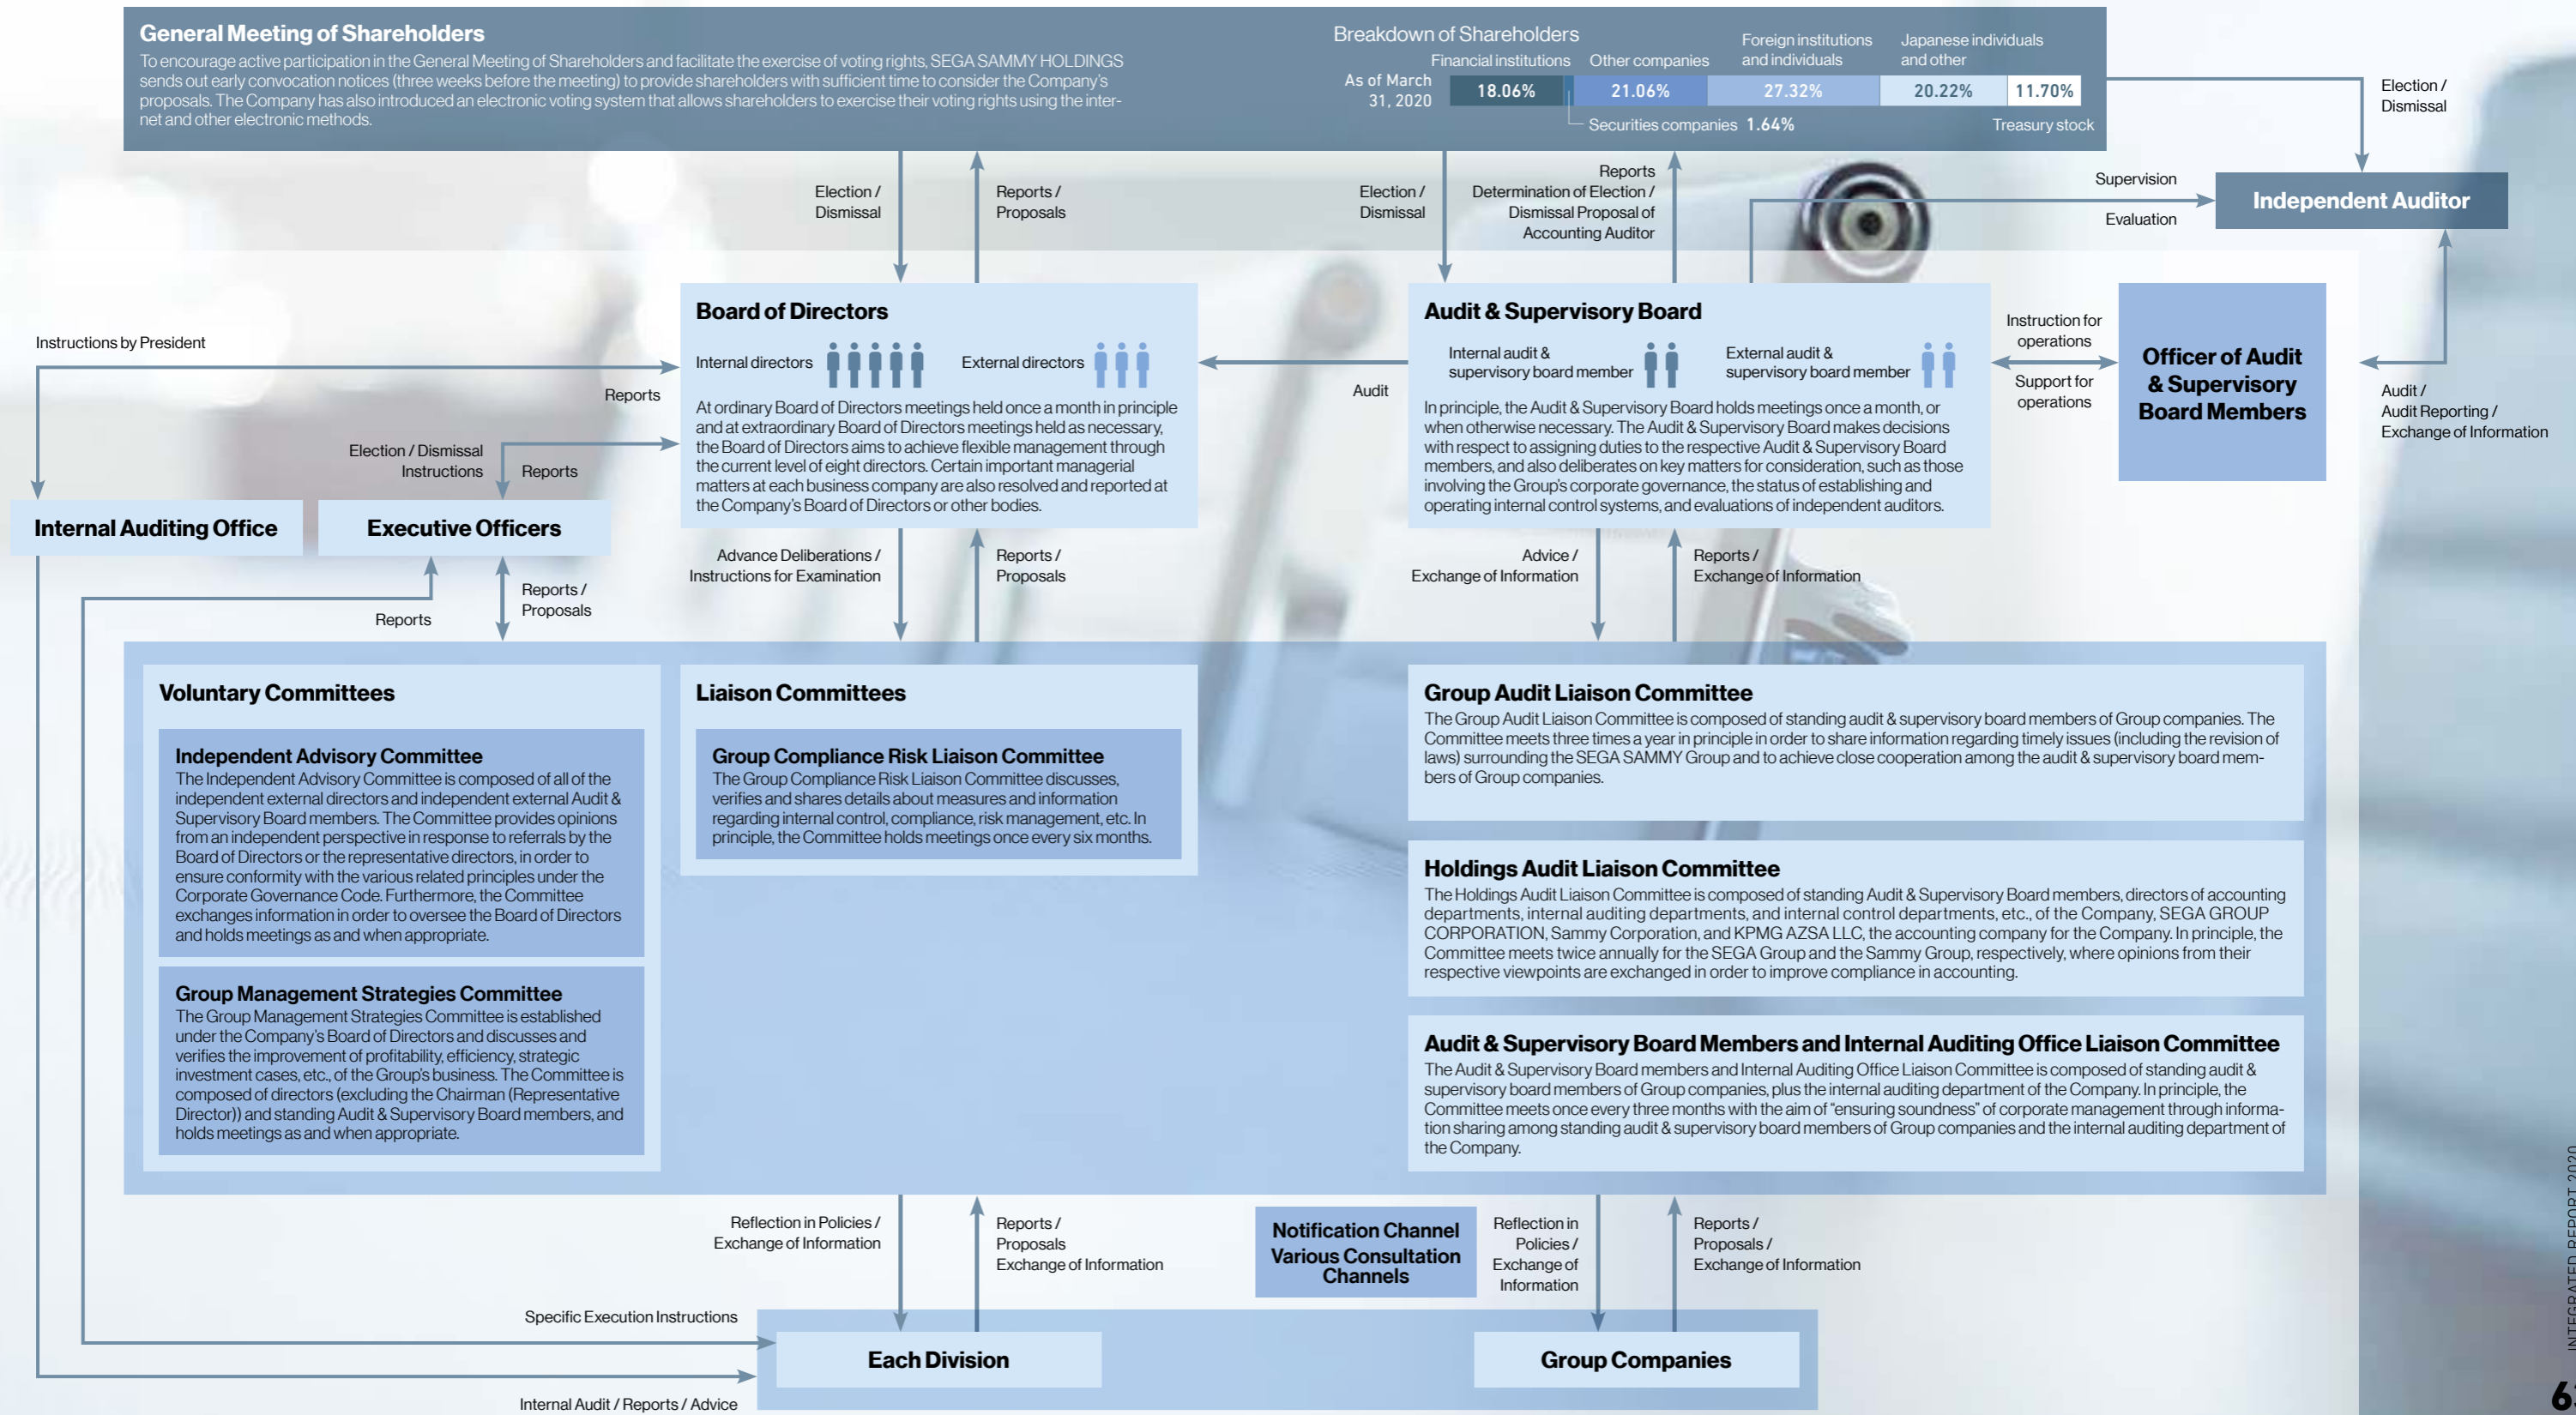 General Meeting of Shareholders
To encourage active participation in the General Meeting of Shareholders and facilitate the exercise of voting rights, SEGA SAMMY HOLDINGS
sends out early convocation notices (three weeks before the meeting) to provide shareholders with sufficient time to consider the Company's
proposals. The Company has also introduced an electronic voting system that allows shareholders to exercise their voting rights using the inter-
net and other electronic methods.
Breakdown of Shareholders
Financial institutions
Other companies
Foreign institutions
and individuals
Japanese individuals
and other
As of March
31, 2020
18.06%
21.06%
27.32%
20.22%
11.70%
Securities companies 1.64%
Treasury stock
Election /
Dismissal
Election /
Dismissal
Reports /
Proposals
Election /
Dismissal
Reports
Determination of Election /
Dismissal Proposal of
Accounting Auditor
Supervision
Evaluation
Independent Auditor
Instructions by President
Reports
Election / Dismissal
Instructions
Reports
Internal Auditing Office
Executive Officers
Board of Directors
Internal directors
External directors
At ordinary Board of Directors meetings held once a month in principle
and at extraordinary Board of Directors meetings held as necessary,
the Board of Directors aims to achieve flexible management through
the current level of eight directors. Certain important managerial
matters at each business company are also resolved and reported at
the Company's Board of Directors or other bodies.
Audit
Audit & Supervisory Board
Internal audit &
supervisory board member
External audit &
supervisory board member
In principle, the Audit & Supervisory Board holds meetings once a month, or
when otherwise necessary. The Audit & Supervisory Board makes decisions
with respect to assigning duties to the respective Audit & Supervisory Board
members, and also deliberates on key matters for consideration, such as those
involving the Group's corporate governance, the status of establishing and
operating internal control systems, and evaluations of independent auditors.
Instruction for
operations
Support for
operations
Officer of Audit
& Supervisory
Board Members
Audit /
Audit Reporting /
Exchange of Information
Reports
Reports /
Proposals
Advance Deliberations /
Instructions for Examination
Reports /
Proposals
Advice /
Exchange of Information
Reports /
Exchange of Information
Voluntary Committees
Independent Advisory Committee
The Independent Advisory Committee is composed of all of the
independent external directors and independent external Audit &
Supervisory Board members. The Committee provides opinions
from an independent perspective in response to referrals by the
Board of Directors or the representative directors, in order to
ensure conformity with the various related principles under the
Corporate Governance Code. Furthermore, the Committee
exchanges information in order to oversee the Board of Directors
and holds meetings as and when appropriate.
Group Management Strategies Committee
The Group Management Strategies Committee is established
under the Company's Board of Directors and discusses and
verifies the improvement of profitability, efficiency, strategic
investment cases, etc., of the Group's business. The Committee is
composed of directors (excluding the Chairman (Representative
Director)) and standing Audit & Supervisory Board members, and
holds meetings as and when appropriate.
Liaison Committees
Group Compliance Risk Liaison Committee
The Group Compliance Risk Liaison Committee discusses,
verifies and shares details about measures and information
regarding internal control, compliance, risk management, etc. In
principle, the Committee holds meetings once every six months.
Group Audit Liaison Committee
The Group Audit Liaison Committee is composed of standing audit & supervisory board members of Group companies. The
Committee meets three times a year in principle in order to share information regarding timely issues (including the revision of
laws) surrounding the SEGA SAMMY Group and to achieve close cooperation among the audit & supervisory board mem-
bers of Group companies.
Holdings Audit Liaison Committee
The Holdings Audit Liaison Committee is composed of standing Audit & Supervisory Board members, directors of accounting
departments, internal auditing departments, and internal control departments, etc., of the Company, SEGA GROUP
CORPORATION, Sammy Corporation, and KPMG AZSA LLC, the accounting company for the Company. In principle, the
Committee meets twice annually for the SEGA Group and the Sammy Group, respectively, where opinions from their
respective viewpoints are exchanged in order to improve compliance in accounting.
Audit & Supervisory Board Members and Internal Auditing Office Liaison Committee
The Audit & Supervisory Board members and Internal Auditing Office Liaison Committee is composed of standing audit &
supervisory board members of Group companies, plus the internal auditing department of the Company. In principle, the
Committee meets once every three months with the aim of "ensuring soundness" of corporate management through informa-
tion sharing among standing audit & supervisory board members of Group companies and the internal auditing department of
the Company.
Reflection in Policies /
Exchange of Information
Reports /
Proposals
Exchange of Information
Notification Channel
Various Consultation
Channels
Reflection in
Policies /
Exchange of
Information
Reports /
Proposals /
Exchange of Information
Specific Execution Instructions
Internal Audit / Reports / Advice
Each Division
Group Companies
INTEGRATED REPORT 2020